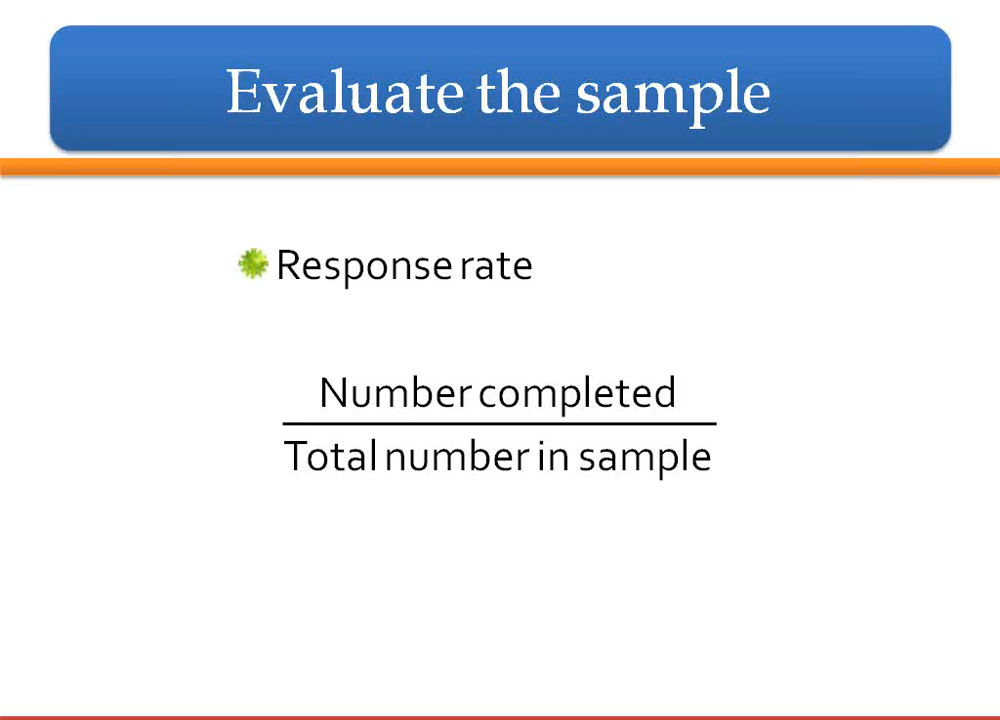 Evaluate the sample
Response rate
Number completed
Total number in sample